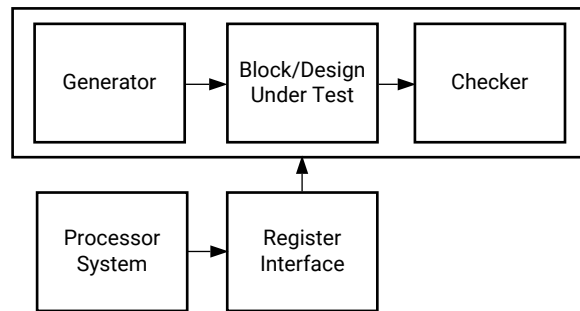 Generator
Block/Design
Under Test
Checker
Processor
System
Register
Interface